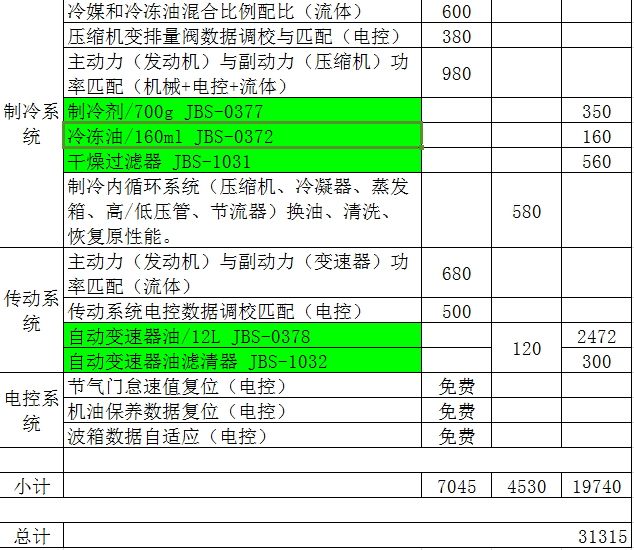 冷媒和冷冻油混合比例配比（流体） 600
压缩机变排量阀数据调校与匹配（电控） 380
主动力（发动机）与副动力（压缩机）功
率匹配（机械+电控+流体） 980
制冷系
统
制冷剂/700g JBS-0377 350
冷冻油/160ml JBS-0372 160
干燥过滤器 JBS-1031 560
制冷内循环系统（压缩机、冷凝器、蒸发
箱、高/低压管、节流器）换油、清洗、 580
恢复原性能。
主动力（发动机）与副动力（变速器）功
率匹配（流体） 680
传动系
统
传动系统电控数据调校匹配（电控） 500
自动变速器油/12L JBS-0378 120 2472
自动变速器油滤清器 JBS-1032 300
电控系
统
节气门怠速值复位（电控） 免费
机油保养数据复位（电控） 免费
波箱数据自适应（电控） 免费
小计 7045 4530 19740
总计 31315